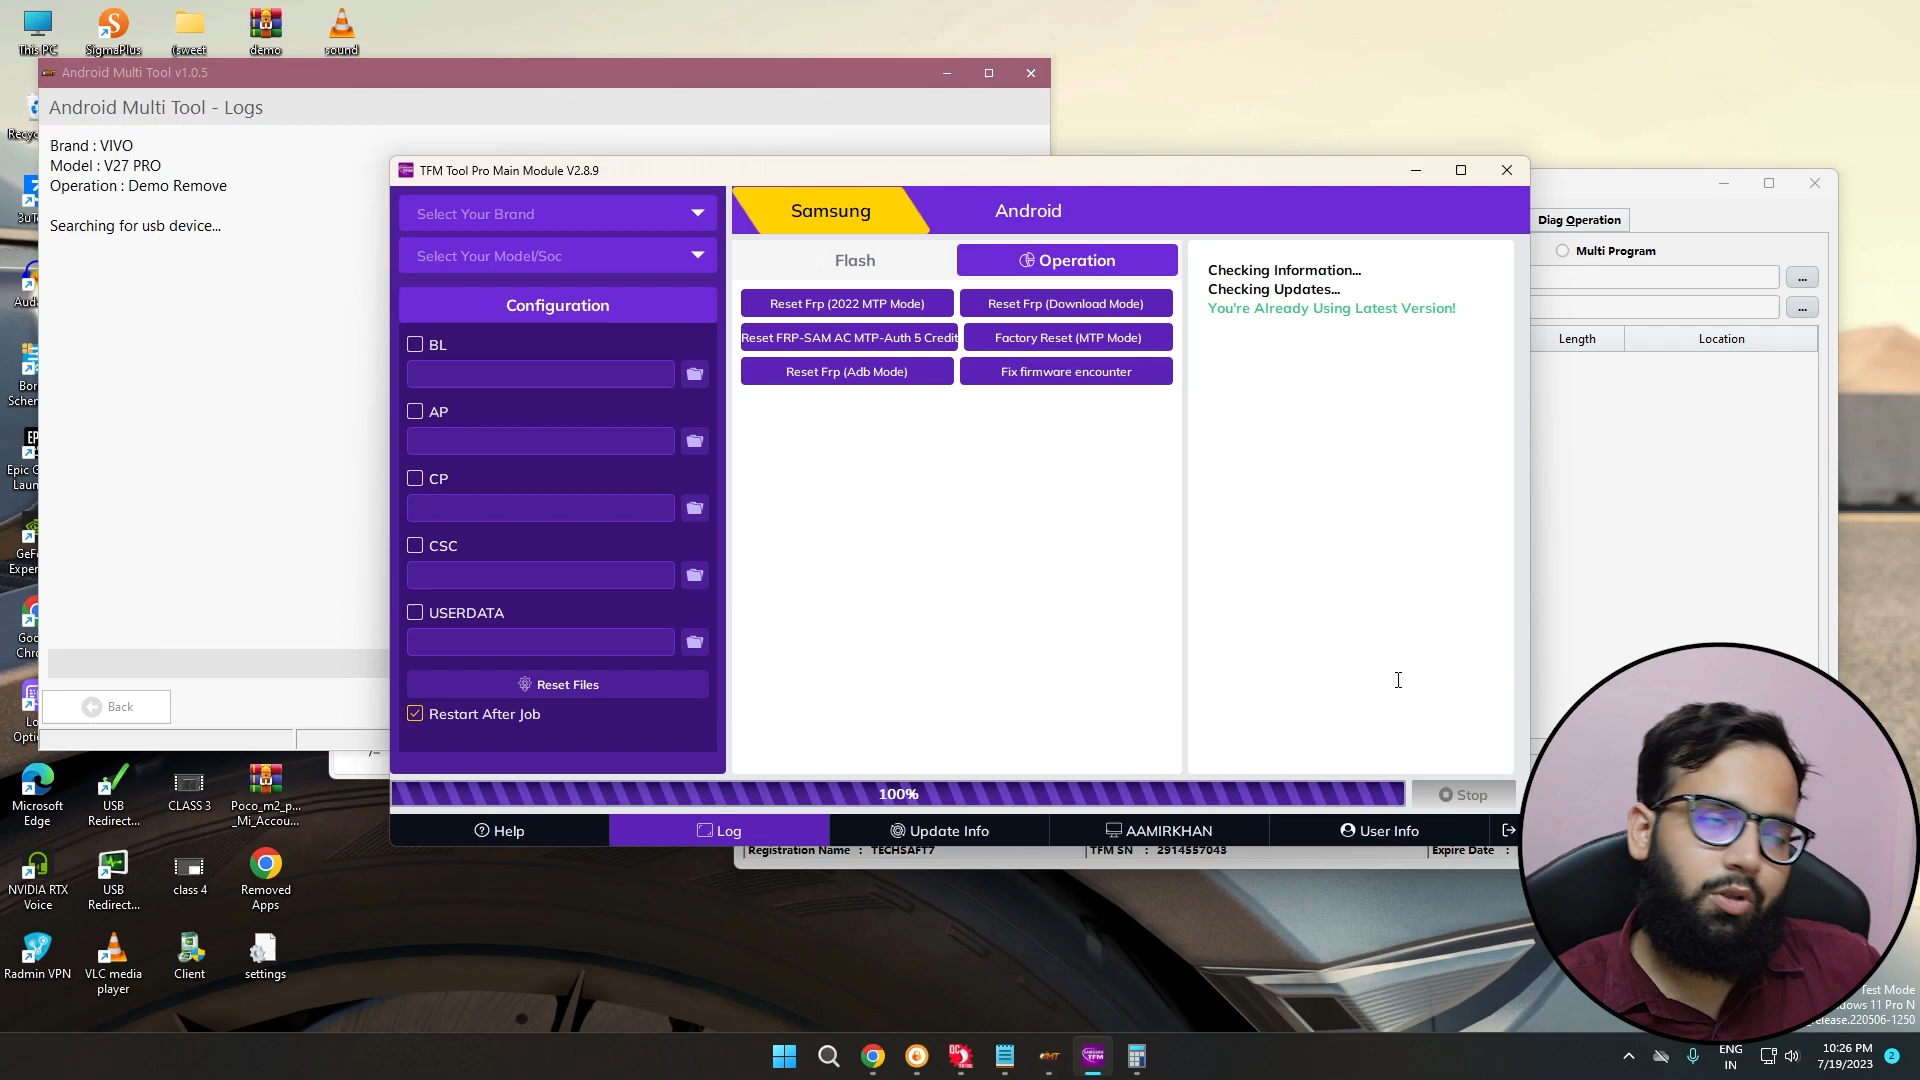 This PC
SigmaPlus
(sweet
demo
sound
Android Multi Tool v1.0.5
Android Multi Tool - Logs
Brand : VIVO
Model : V27 PRO
Operation : Demo Remove
Searching for usb device...
Back
TFM Tool Pro Main Module V2.8.9
Select Your Brand
Select Your Model/Soc
Configuration
BL
AP
CP
CSC
USERDATA
Reset Files
Restart After Job
Samsung
Android
Flash
Operation
Reset Frp (2022 MTP Mode)
Reset Frp (Download Mode)
Reset FRP-SAM AC MTP-Auth 5 Credit
Factory Reset (MTP Mode)
Reset Frp (Adb Mode)
Fix firmware encounter
Checking Information...
Checking Updates...
You're Already Using Latest Version!
100%
Stop
Help
Log
Update Info
AAMIRKHAN
User Info
Registration Name : TECHSAFT7
TFM SN : 2914557043
Expire Date :
Diag Operation
Multi Program
...
...
Length
Location
Microsoft
Edge
USB
Redirect...
CLASS 3
Poco_m2_p...
_Mi_Accou...
NVIDIA RTX
Voice
USB
Redirect...
class 4
Removed
Apps
Radmin VPN
VLC media
player
Client
settings
Test Mode
ENG
IN
10:26 PM
7/19/2023
2